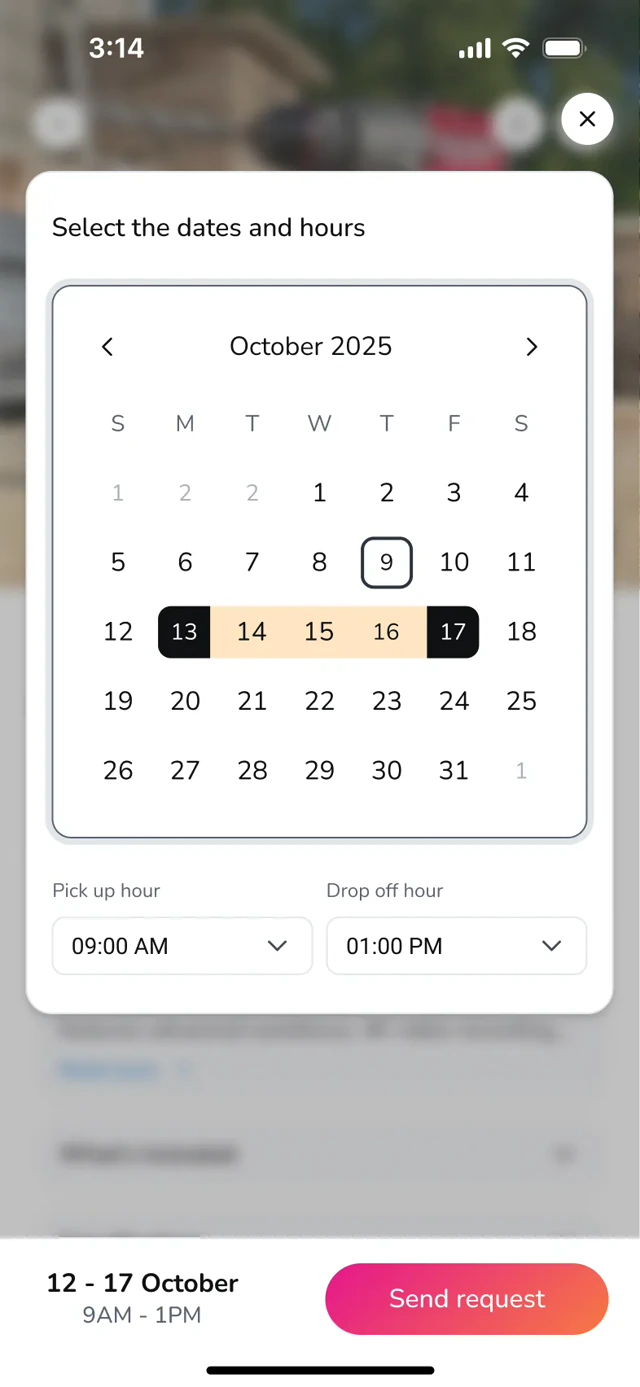 3:14
Select the dates and hours
October 2025
S M T W T F S
1 2 2 1 2 3 4
5 6 7 8 9 10 11
12 13 14 15 16 17 18
19 20 21 22 23 24 25
26 27 28 29 30 31 1
Pick up hour Drop off hour
09:00 AM 01:00 PM
12 - 17 October
9AM - 1PM
Send request